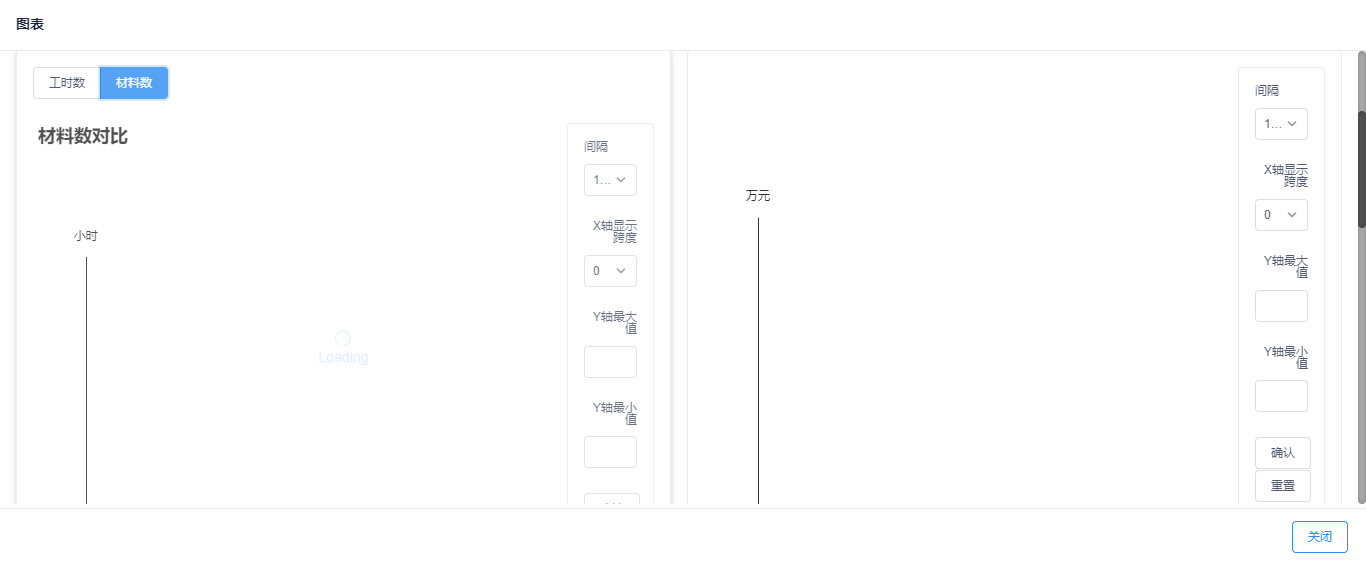 图表
工时数
材料数
材料数对比
间隔
1...
X轴显示
跨度
0
Y轴最大
值
Y轴最小
值
小时
Loading
间隔
1...
X轴显示
跨度
0
Y轴最大
值
Y轴最小
值
确认
重置
万元
关闭